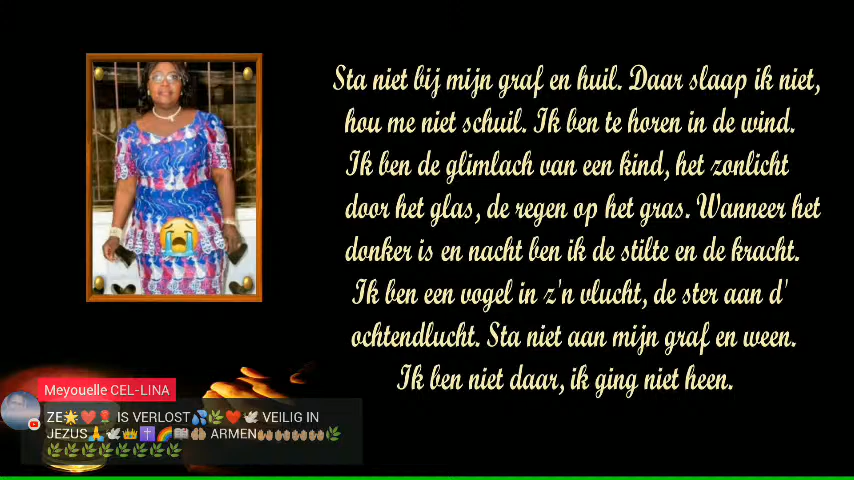 Sta niet bij mijn graf en huil. Daar slaap ik niet,
hou me niet schuil. Ik ben te horen in de wind.
Ik ben de glimlach van een kind, het zonlicht
door het glas, de regen op het gras. Wanneer het
donker is en nacht ben ik de stilte en de kracht.
Ik ben een vogel in z'n vlucht, de ster aan d'
ochtendlucht. Sta niet aan mijn graf en ween.
Ik ben niet daar, ik ging niet heen.
Meyouelle CEL-LINA
ZE🌟❤️🌹 IS VERLOST💦🌿❤️🕊️ VEILIG IN
JEZUS🙏🕊️👑✝️🌈📖🤲🏽 ARMEN🙌🏽🙌🏽🙌🏽🙌🏽🌿
🌿🌿🌿🌿🌿🌿🌿🌿